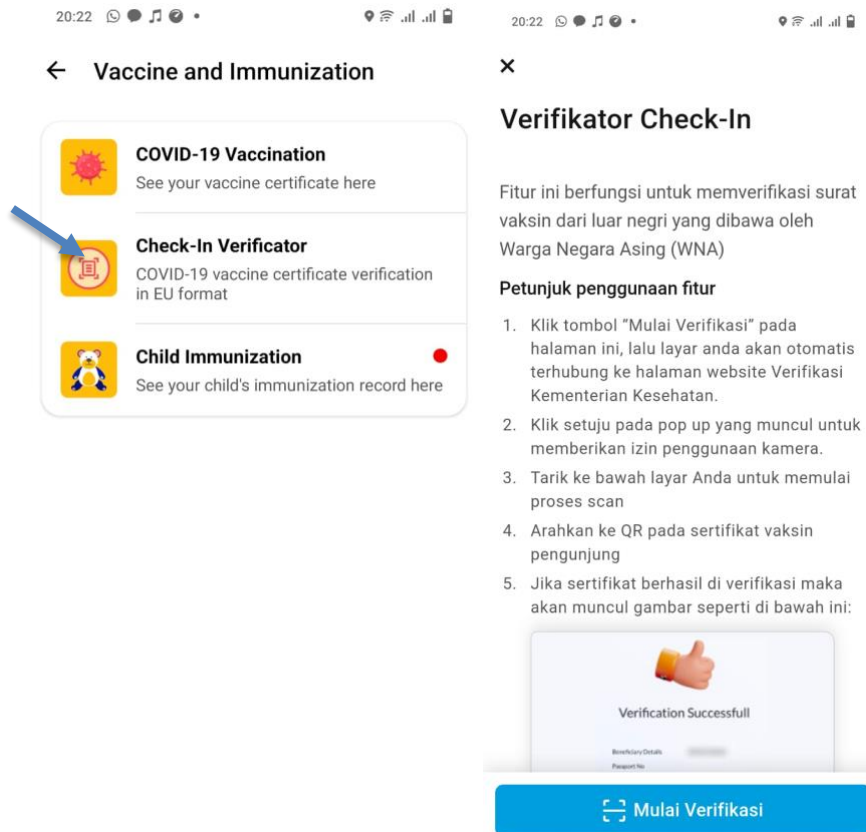 20:22
Vaccine and Immunization
COVID-19 Vaccination
See your vaccine certificate here
Check-In Verificator
COVID-19 vaccine certificate verification
in EU format
Child Immunization
See your child's immunization record here
20:22
Verifikator Check-In
Fitur ini berfungsi untuk memverifikasi surat
vaksin dari luar negri yang dibawa oleh
Warga Negara Asing (WNA)
Petunjuk penggunaan fitur
1. Klik tombol “Mulai Verifikasi” pada
halaman ini, lalu layar anda akan otomatis
terhubung ke halaman website Verifikasi
Kementerian Kesehatan.
2. Klik setuju pada pop up yang muncul untuk
memberikan izin penggunaan kamera.
3. Tarik ke bawah layar Anda untuk memulai
proses scan
4. Arahkan ke QR pada sertifikat vaksin
pengunjung
5. Jika sertifikat berhasil di verifikasi maka
akan muncul gambar seperti di bawah ini:
Verification Successfull
Beneficiary Details
Passport No
Mulai Verifikasi